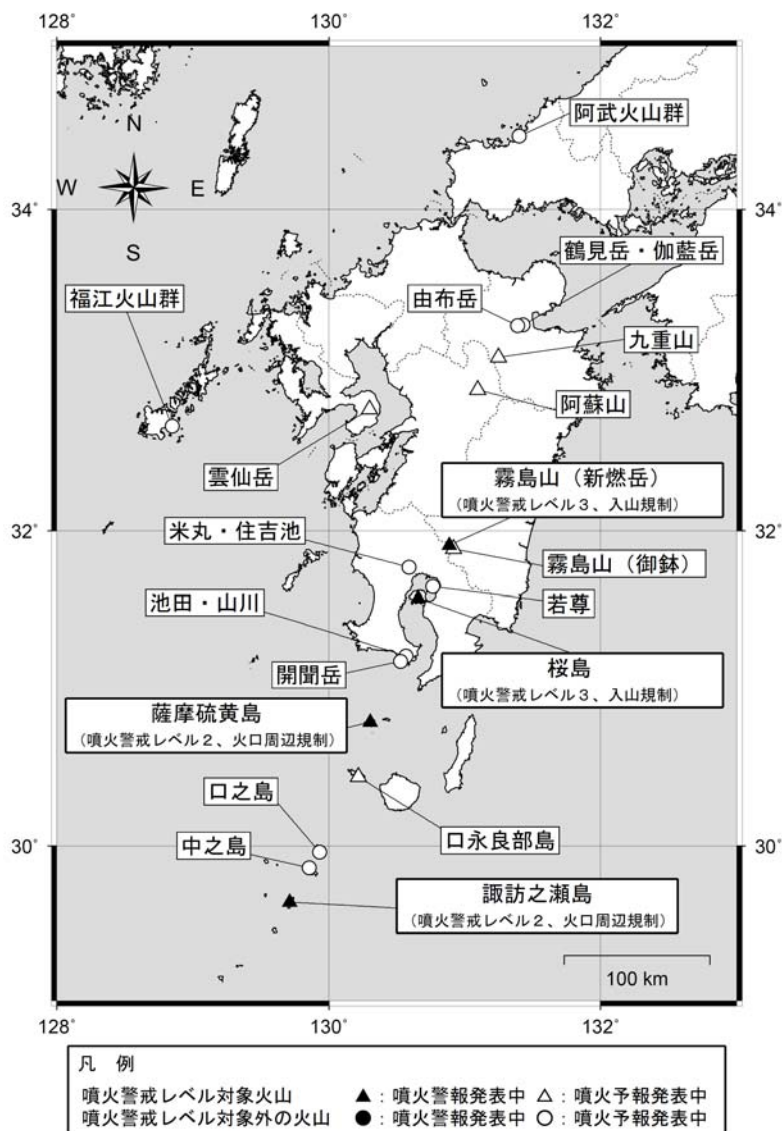 128°
130°
132°
N
W
E
S
34°
34°
阿武火山群
鶴見岳・伽藍岳
福江火山群
由布岳
九重山
阿蘇山
雲仙岳
霧島山（新燃岳）
（噴火警戒レベル３、入山規制）
32°
32°
米丸・住吉池
霧島山（御鉢）
池田・山川
若尊
開聞岳
桜島
（噴火警戒レベル３、入山規制）
薩摩硫黄島
（噴火警戒レベル２、火口周辺規制）
口之島
口永良部島
30°
30°
中之島
諏訪之瀬島
（噴火警戒レベル２、火口周辺規制）
100 km
128°
130°
132°
凡　例
噴火警戒レベル対象火山　▲：噴火警報発表中　△：噴火予報発表中
噴火警戒レベル対象外の火山　●：噴火警報発表中　○：噴火予報発表中